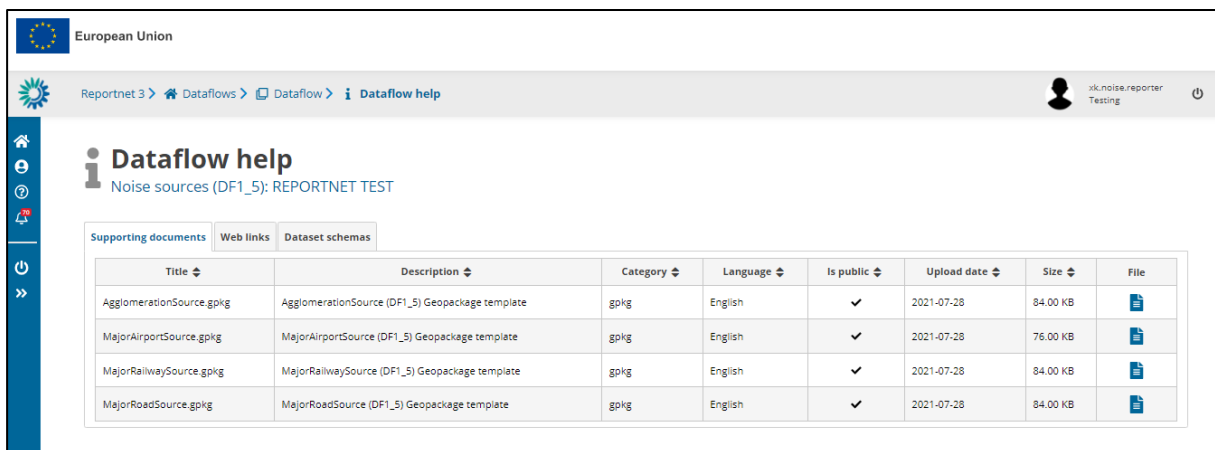 European Union
Reportnet 3 > Dataflows > Dataflow > Dataflow help
xk.noise.reporter
Testing
70
Dataflow help
Noise sources (DF1_5): REPORTNET TEST
Supporting documents Web links Dataset schemas
Title Description Category Language Is public Upload date Size File
AgglomerationSource.gpkg AgglomerationSource (DF1_5) Geopackage template gpkg English ✓ 2021-07-28 84.00 KB
MajorAirportSource.gpkg MajorAirportSource (DF1_5) Geopackage template gpkg English ✓ 2021-07-28 76.00 KB
MajorRailwaySource.gpkg MajorRailwaySource (DF1_5) Geopackage template gpkg English ✓ 2021-07-28 84.00 KB
MajorRoadSource.gpkg MajorRoadSource (DF1_5) Geopackage template gpkg English ✓ 2021-07-28 84.00 KB